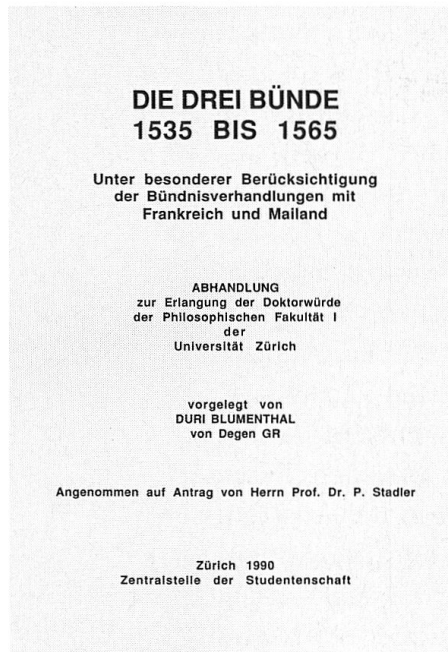 DIE DREI BÜNDE
1535 BIS 1565
Unter besonderer Berücksichtigung
der Bündnisverhandlungen mit
Frankreich und Mailand
ABHANDLUNG
zur Erlangung der Doktorwürde
der Philosophischen Fakultät I
der
Universität Zürich
vorgelegt von
DURI BLUMENTHAL
von Degen GR
Angenommen auf Antrag von Herrn Prof. Dr. P. Stadler
Zürich 1990
Zentralstelle der Studentenschaft